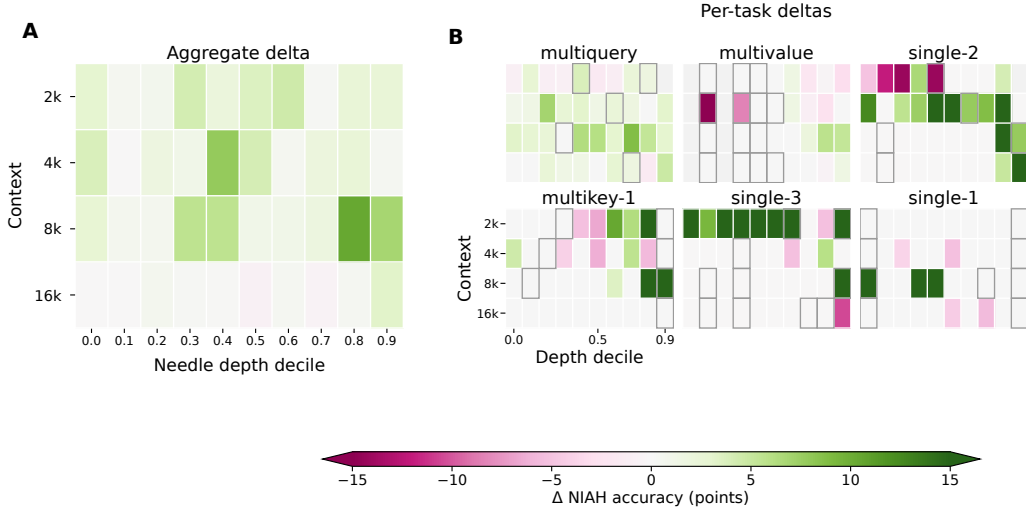 Per-task deltas
A
B
Aggregate delta
2k
4k
8k
16k
Context
0.0 0.1 0.2 0.3 0.4 0.5 0.6 0.7 0.8 0.9
Needle depth decile
multiquery multivalue single-2
multikey-1 single-3 single-1
2k
4k
8k
16k
Context
0.0 0.5 0.9
Depth decile
−15 −10 −5 0 5 10 15
Δ NIAH accuracy (points)